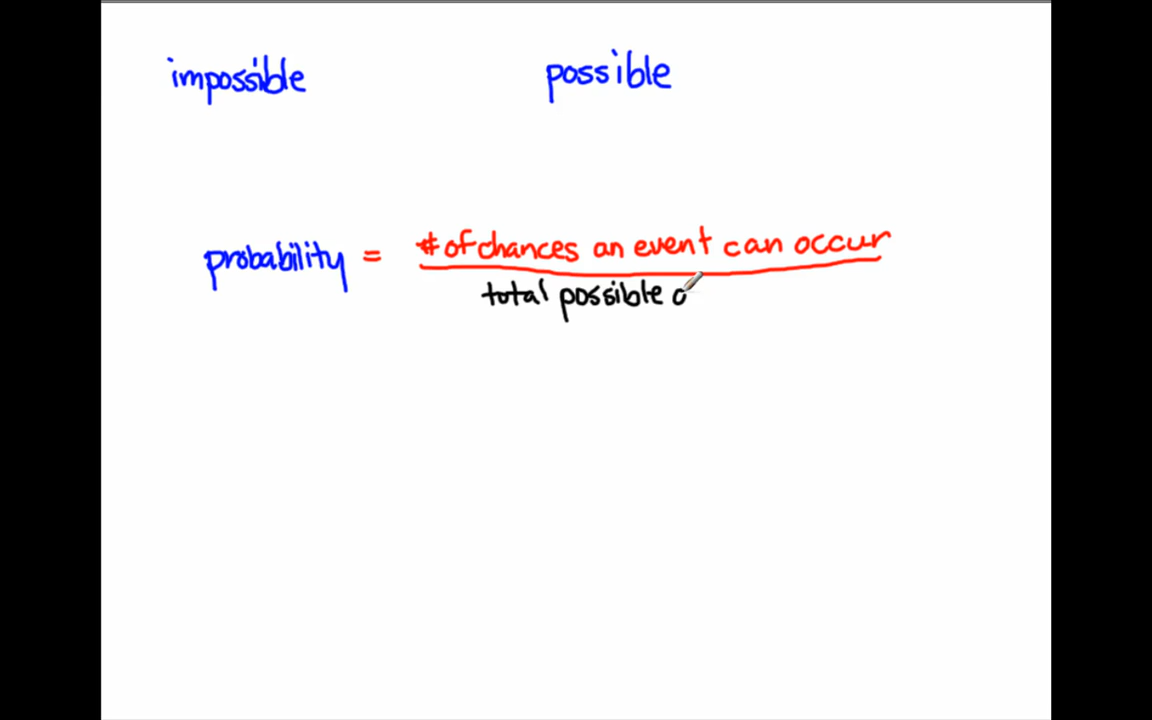 impossible possible
probability = # of chances an event can occur
total possible o